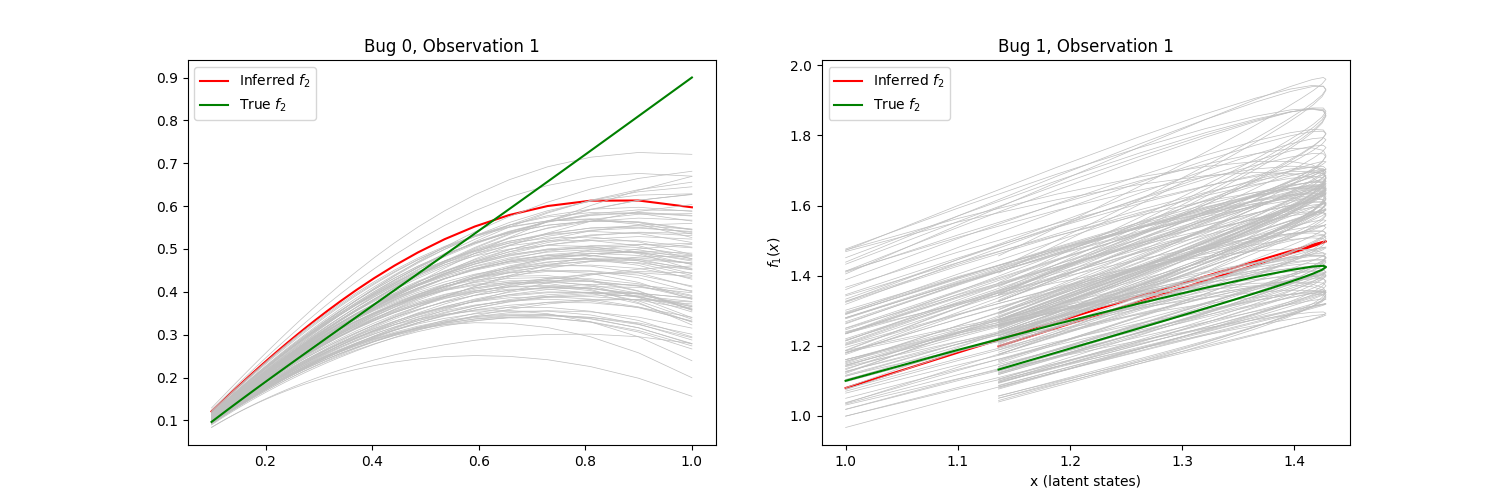 Bug 0, Observation 1
Inferred f₂
True f₂
0.9
0.8
0.7
0.6
0.5
0.4
0.3
0.2
0.1
0.2 0.4 0.6 0.8 1.0
Bug 1, Observation 1
Inferred f₂
True f₂
f₁(x)
2.0
1.8
1.6
1.4
1.2
1.0
1.0 1.1 1.2 1.3 1.4
x (latent states)